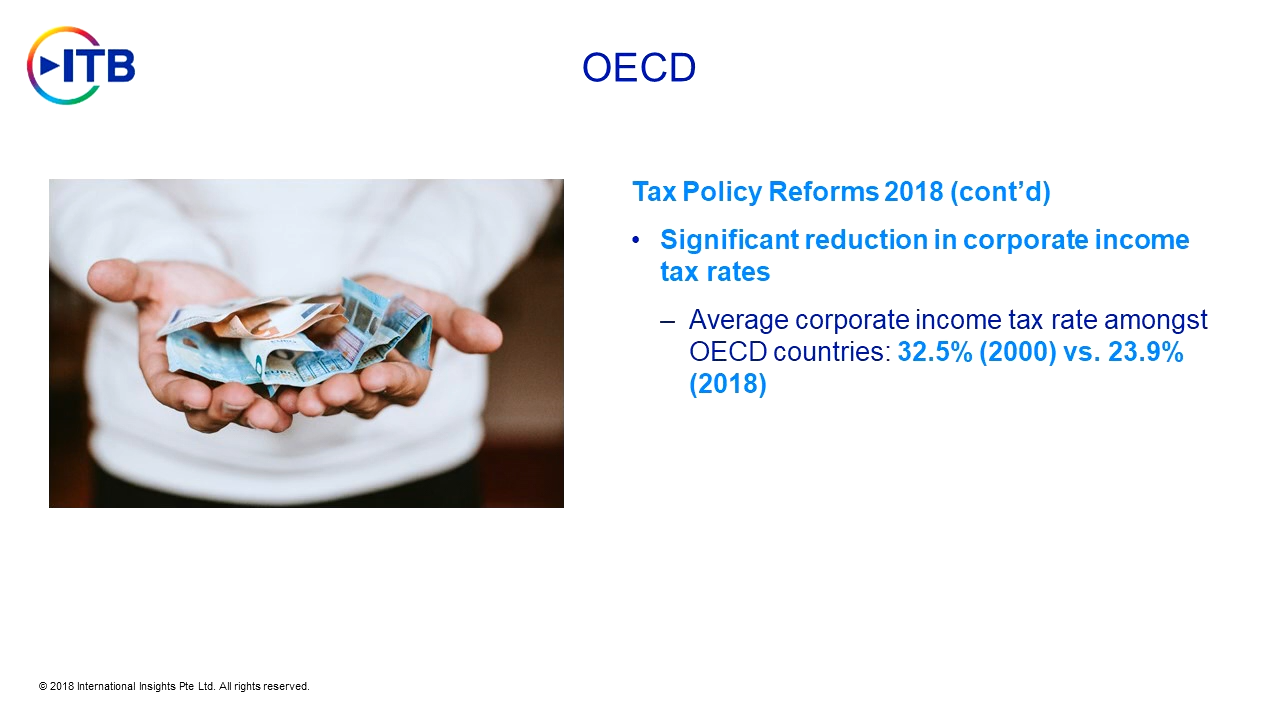 ITB
OECD
Tax Policy Reforms 2018 (cont’d)
• Significant reduction in corporate income
tax rates
– Average corporate income tax rate amongst
OECD countries: 32.5% (2000) vs. 23.9%
(2018)
© 2018 International Insights Pte Ltd. All rights reserved.